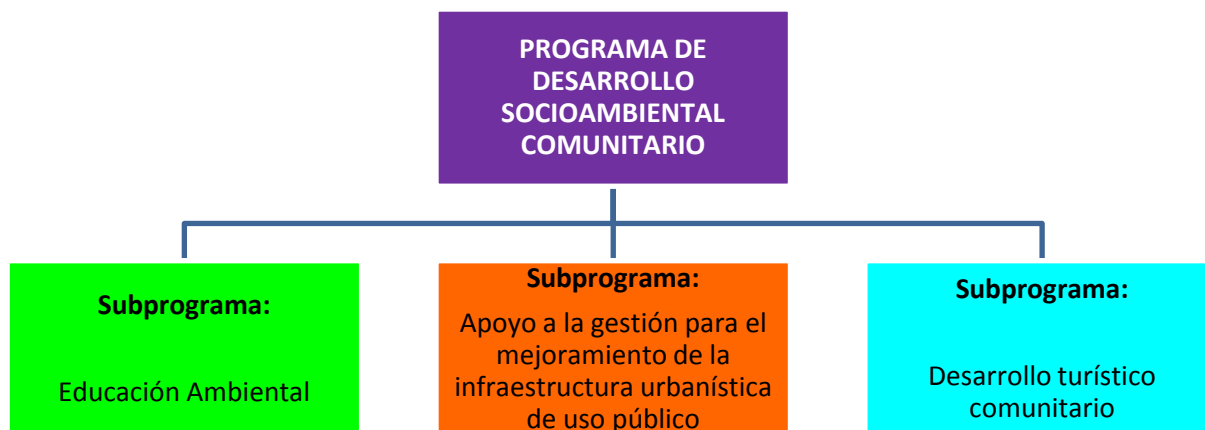 PROGRAMA DE
DESARROLLO
SOCIOAMBIENTAL
COMUNITARIO
Subprograma:
Educación Ambiental
Subprograma:
Apoyo a la gestión para el
mejoramiento de la
infraestructura urbanística
de uso público
Subprograma:
Desarrollo turístico
comunitario